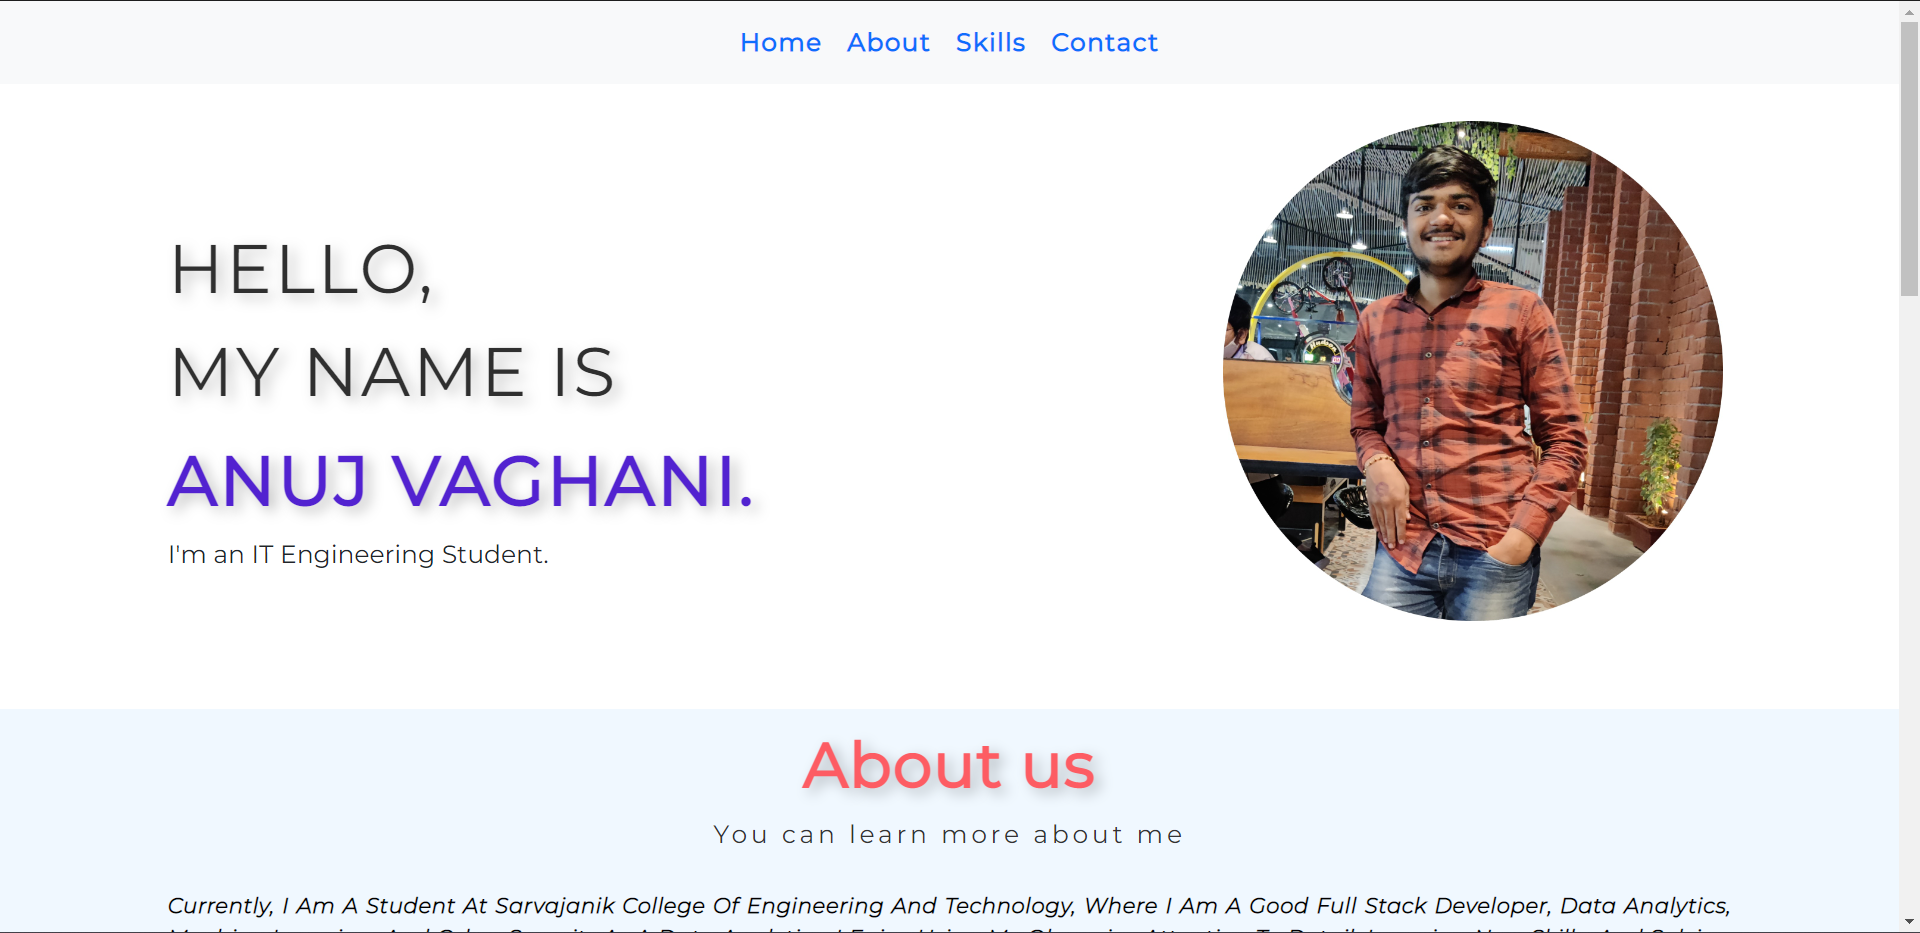 Home About Skills Contact
HELLO,
MY NAME IS
ANUJ VAGHANI.
I'm an IT Engineering Student.
About us
You can learn more about me
Currently, I Am A Student At Sarvajanik College Of Engineering And Technology, Where I Am A Good Full Stack Developer, Data Analytics,